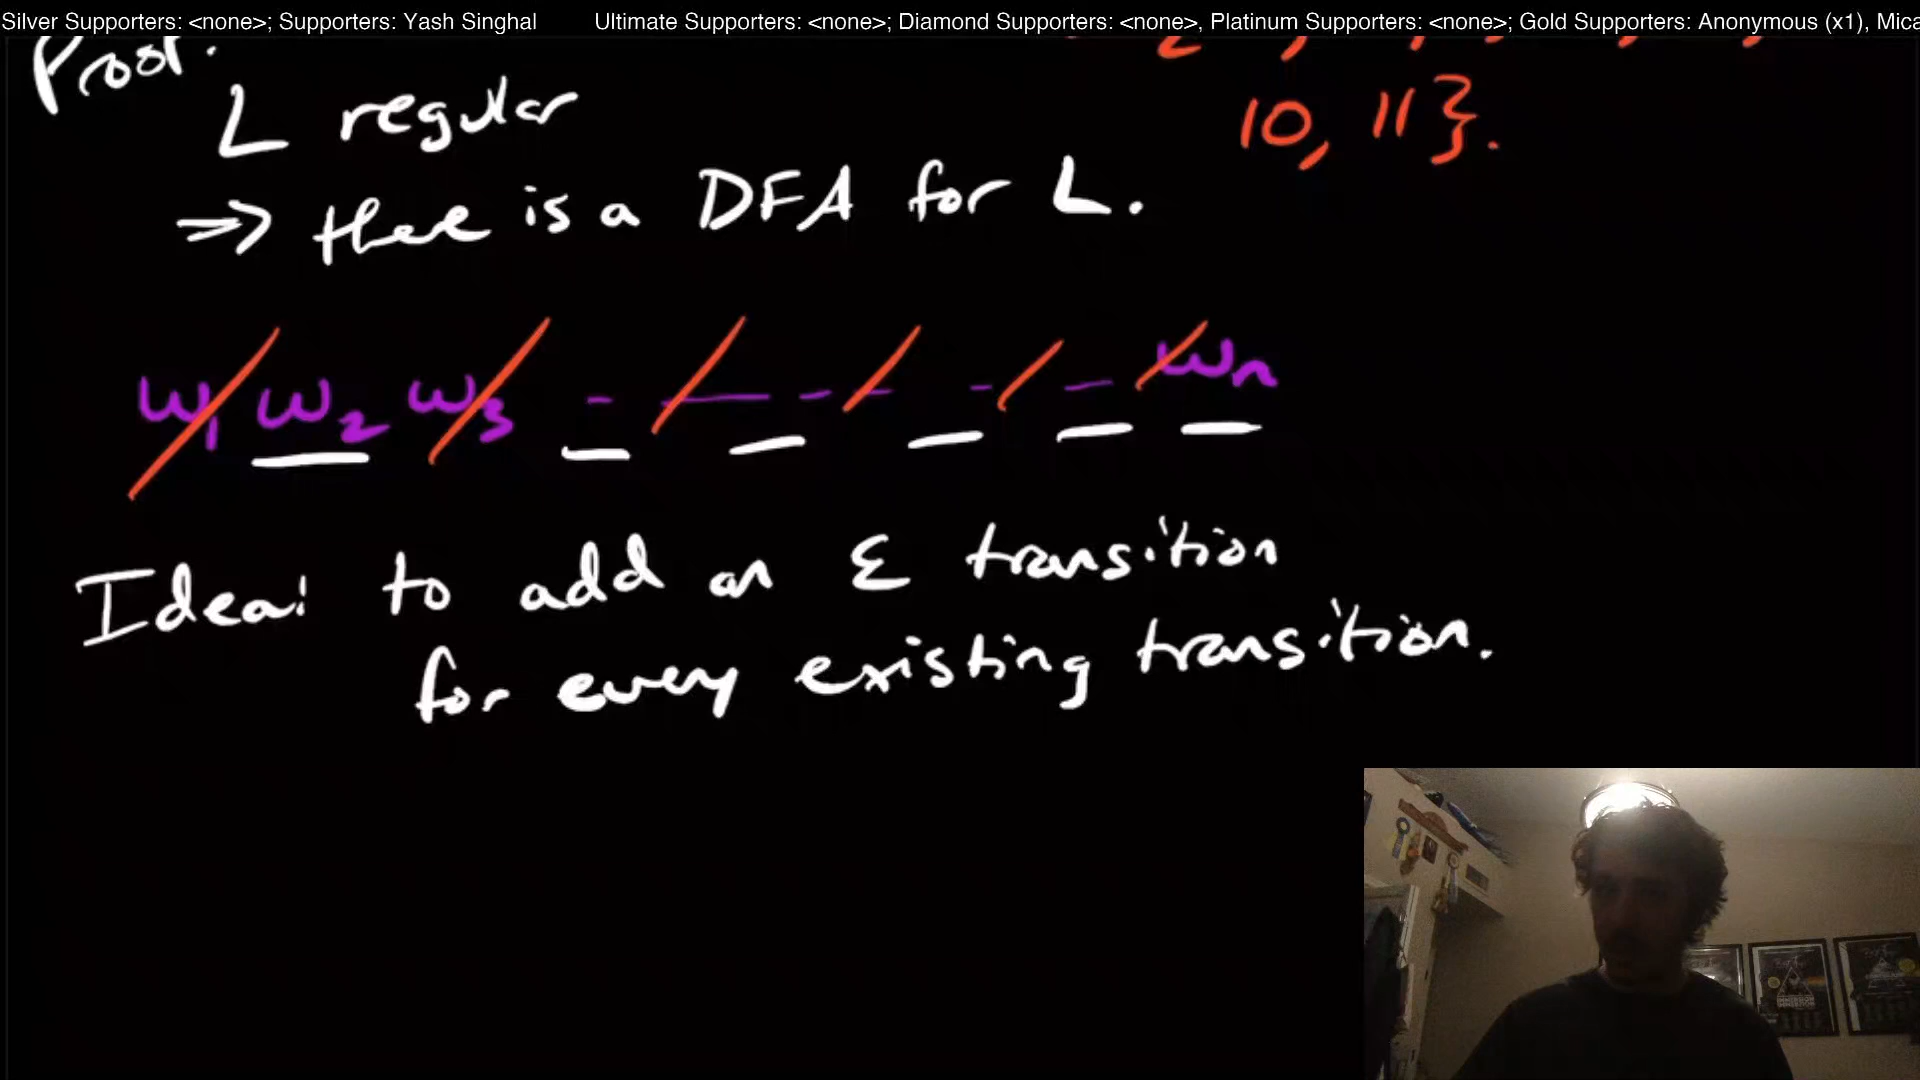 Silver Supporters: <none>; Supporters: Yash Singhal Ultimate Supporters: <none>; Diamond Supporters: <none>, Platinum Supporters: <none>; Gold Supporters: Anonymous (x1), Mica
Proof:
10, 11}.
L regular
⇒ there is a DFA for L.
w₁ w₂ w₃ - — - - - - wₙ
Idea: to add an ε transition
for every existing transition.